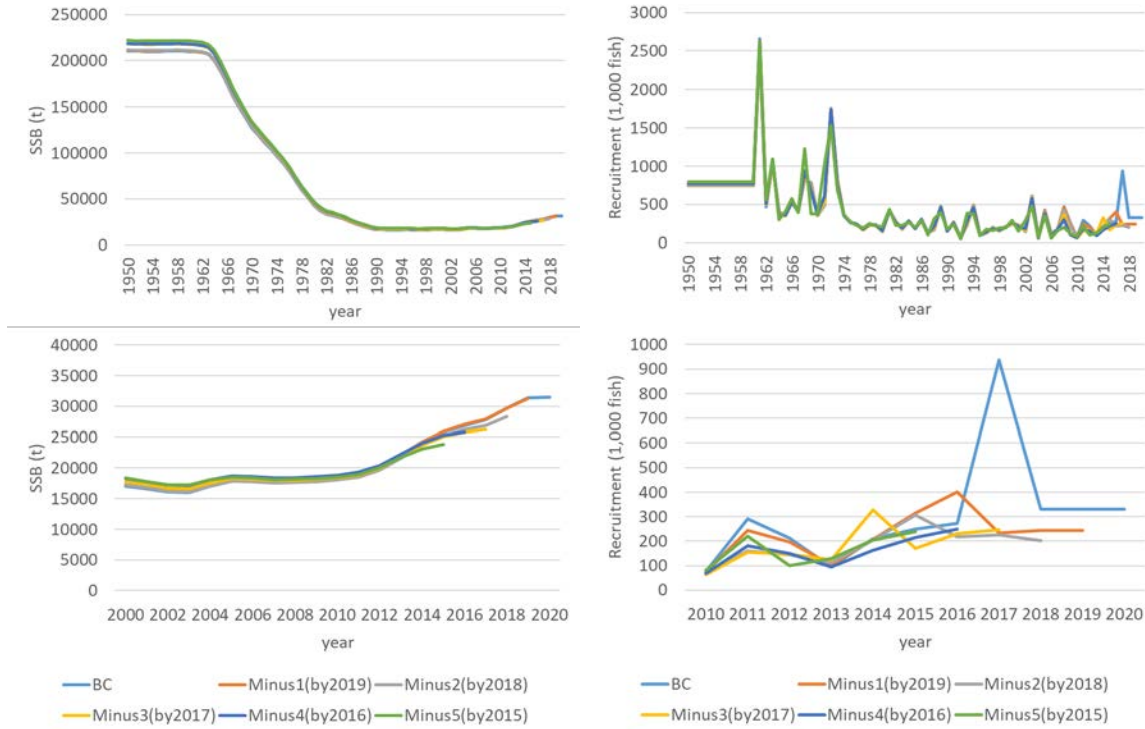 250000
200000
150000
100000
50000
0
SSB (t)
1950 1954 1958 1962 1966 1970 1974 1978 1982 1986 1990 1994 1998 2002 2006 2010 2014 2018
year
3000
2500
2000
1500
1000
500
0
Recruitment (1,000 fish)
1950 1954 1958 1962 1966 1970 1974 1978 1982 1986 1990 1994 1998 2002 2006 2010 2014 2018
year
40000
35000
30000
25000
20000
15000
10000
5000
0
SSB (t)
2000 2002 2004 2006 2008 2010 2012 2014 2016 2018 2020
year
BC Minus1(by2019) Minus2(by2018)
Minus3(by2017) Minus4(by2016) Minus5(by2015)
1000
900
800
700
600
500
400
300
200
100
0
Recruitment (1,000 fish)
2010 2011 2012 2013 2014 2015 2016 2017 2018 2019 2020
year
BC Minus1(by2019) Minus2(by2018)
Minus3(by2017) Minus4(by2016) Minus5(by2015)